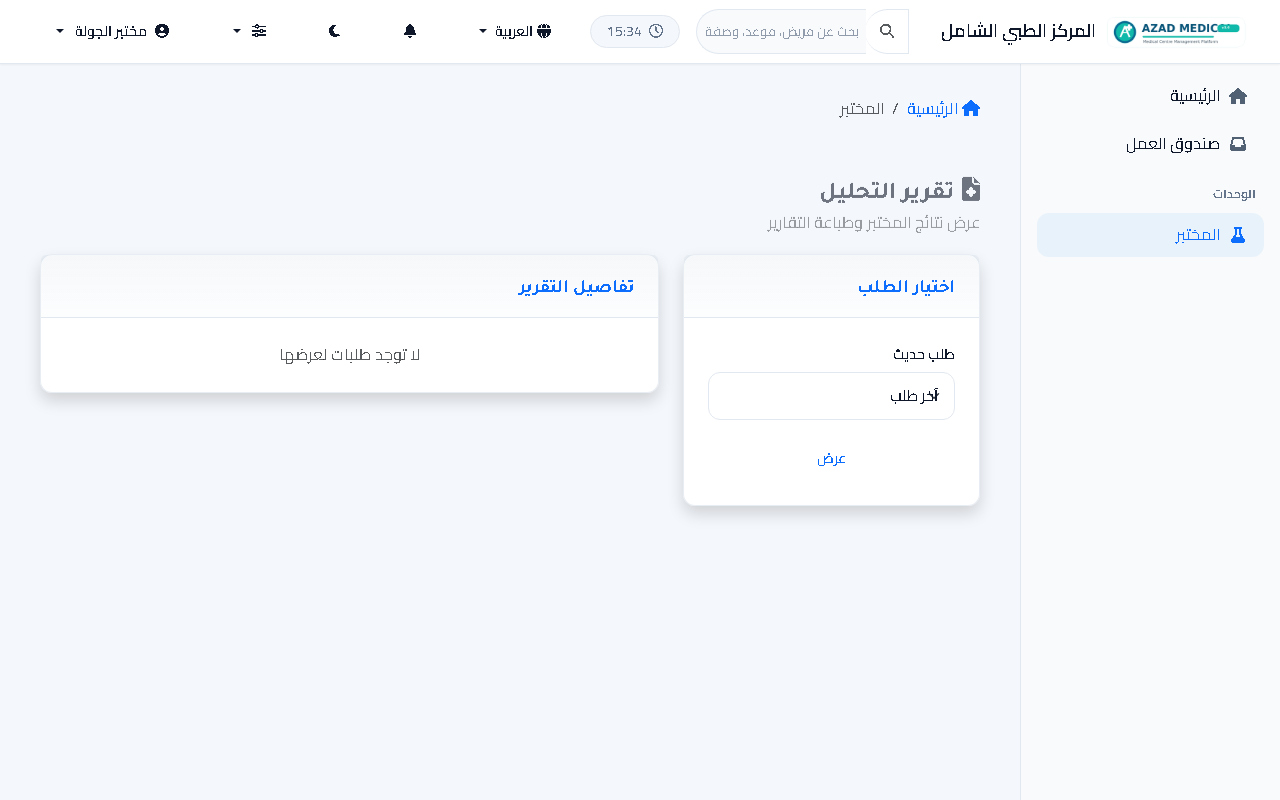 AZAD MEDIC
Medical Centre Management Platform
المركز الطبي الشامل
بحث عن مريض، موعد، وصفة
15:34
العربية
مختبر الجولة
الرئيسية
صندوق العمل
الوحدات
المختبر
الرئيسية / المختبر
تقرير التحليل
عرض نتائج المختبر وطباعة التقارير
اختيار الطلب
طلب حديث
آخر طلب
عرض
تفاصيل التقرير
لا توجد طلبات لعرضها